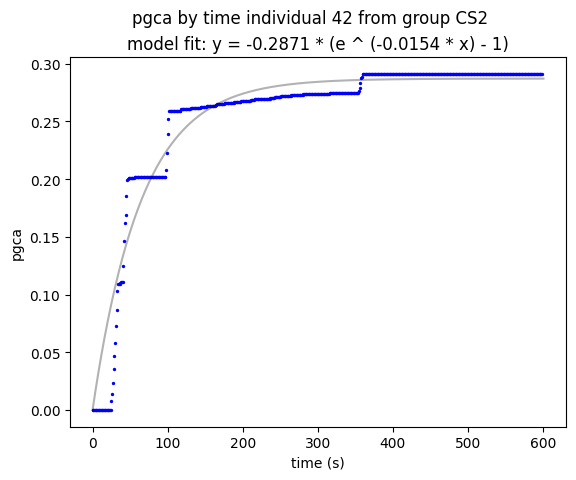 pgca by time individual 42 from group CS2
model fit: y = -0.2871 * (e ^ (-0.0154 * x) - 1)
0.30
0.25
0.20
0.15
0.10
0.05
0.00
pgca
0 100 200 300 400 500 600
time (s)